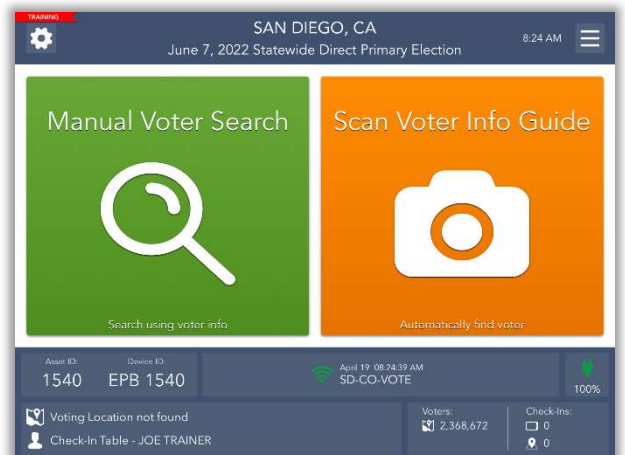 TRAINING
SAN DIEGO, CA
June 7, 2022 Statewide Direct Primary Election
8:24 AM
Manual Voter Search
Search using voter info
Scan Voter Info Guide
Automatically find voter
Asset ID:
1540
Device ID:
EPB 1540
April 19 08:24:39 AM
SD-CO-VOTE
100%
Voting Location not found
Check-In Table - JOE TRAINER
Voters:
2,368,672
Check-Ins:
0
0